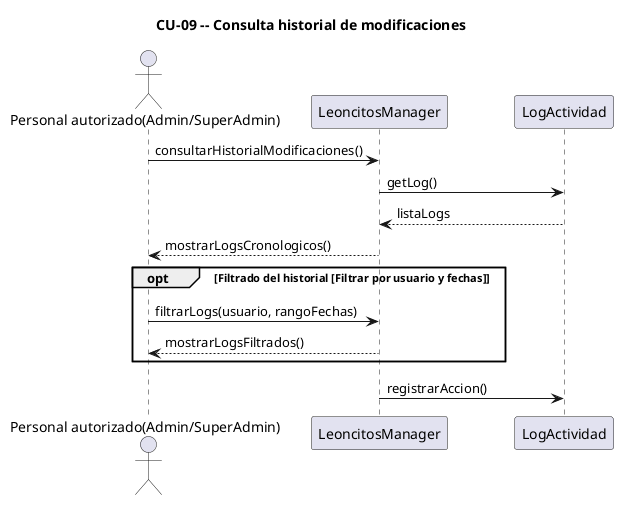 CU-09 -- Consulta historial de modificaciones
Personal autorizado(Admin/SuperAdmin)
LeoncitosManager
LogActividad
consultarHistorialModificaciones()
getLog()
listaLogs
mostrarLogsCronologicos()
opt
[Filtrado del historial [Filtrar por usuario y fechas]]
filtrarLogs(usuario, rangoFechas)
mostrarLogsFiltrados()
registrarAccion()
Personal autorizado(Admin/SuperAdmin)
LeoncitosManager
LogActividad